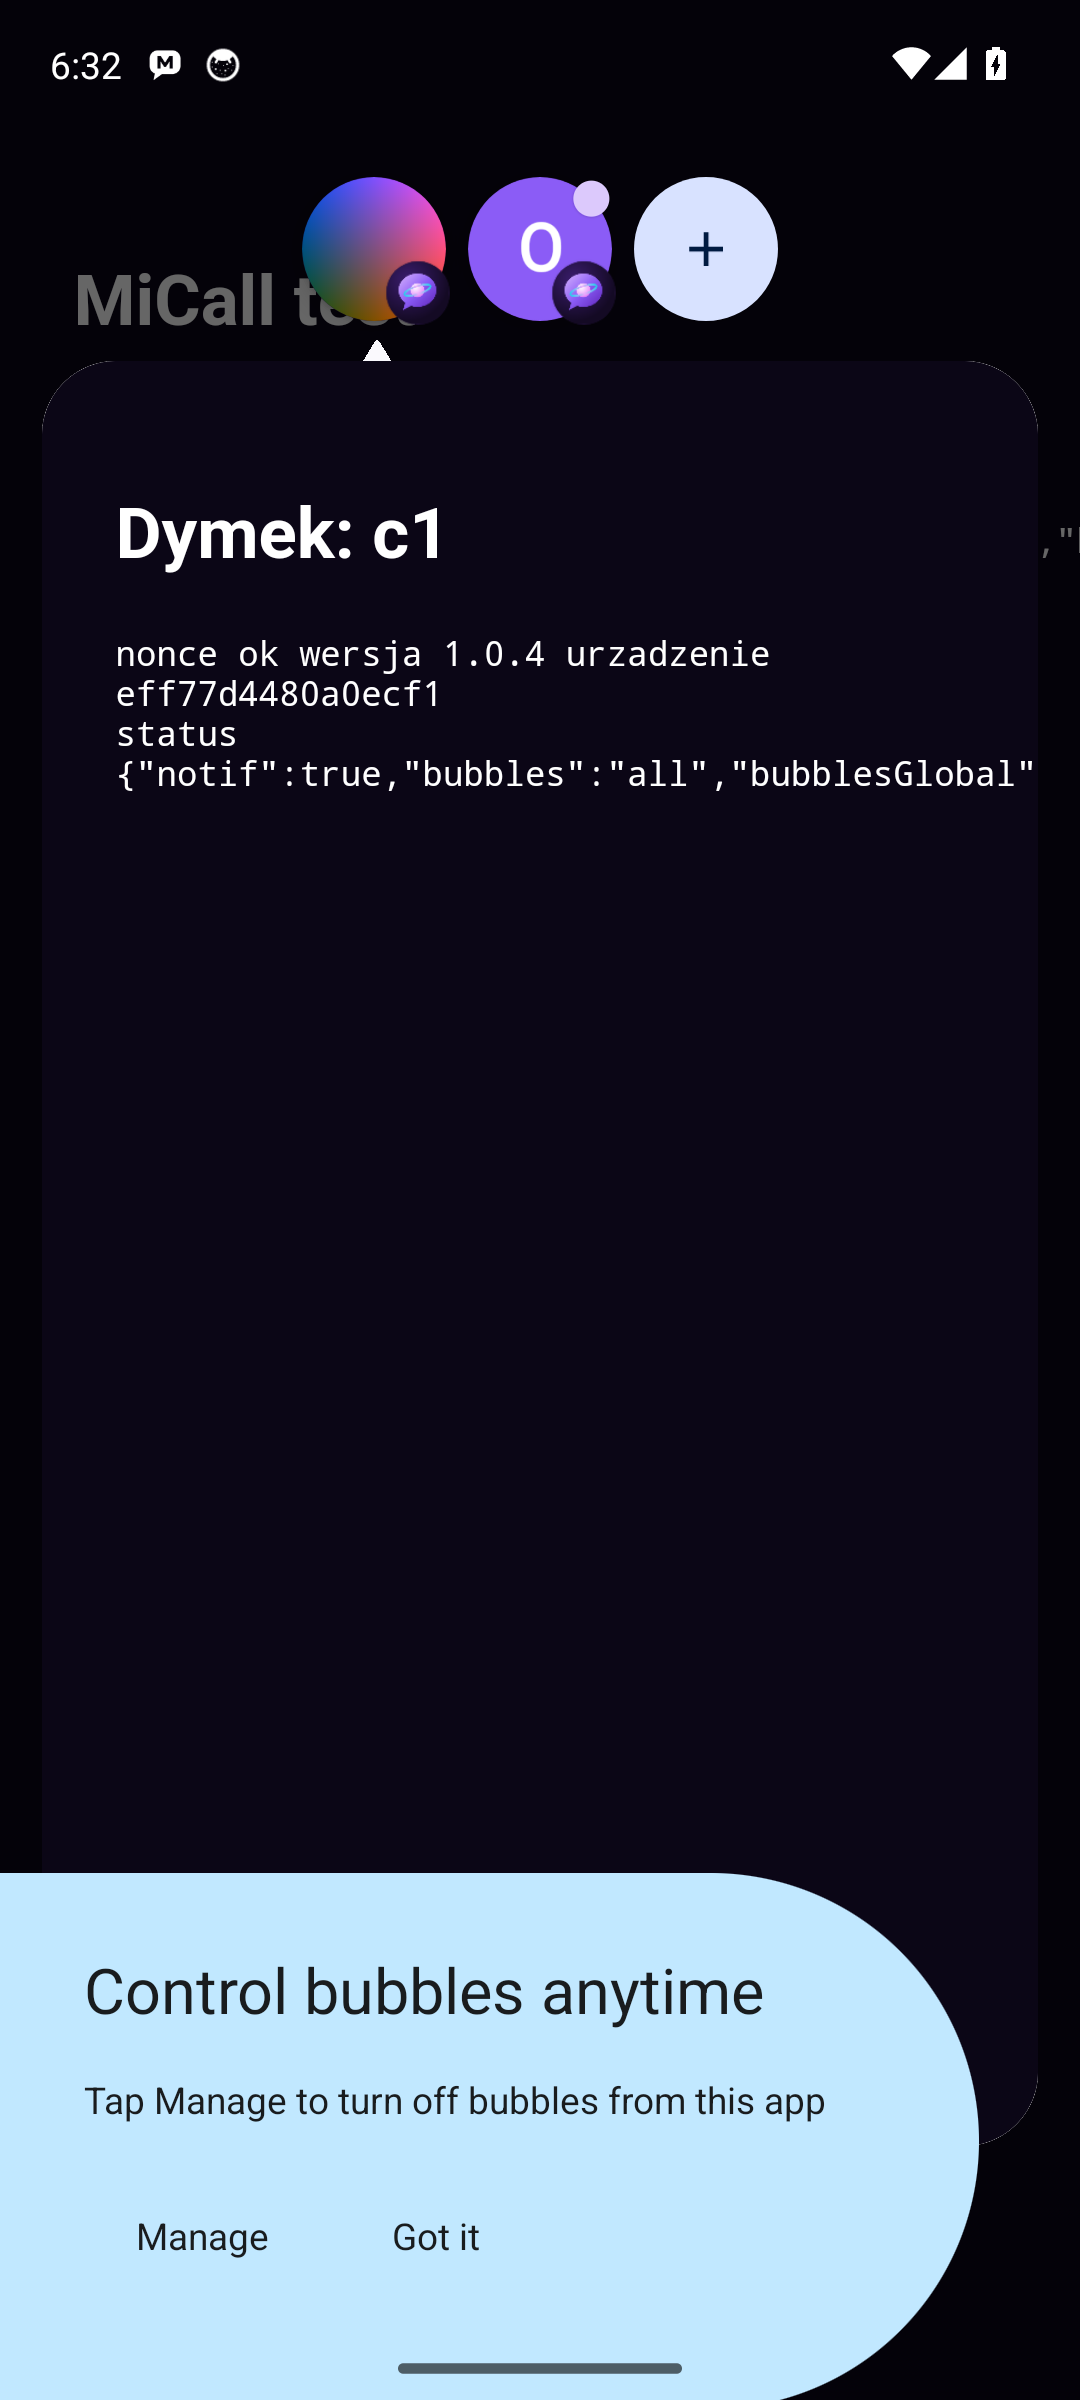 6:32
O
+
MiCall
Dymek: c1
nonce ok wersja 1.0.4 urzadzenie
eff77d4480a0ecf1
status
{"notif":true,"bubbles":"all","bubblesGlobal"
,"
Control bubbles anytime
Tap Manage to turn off bubbles from this app
Manage
Got it